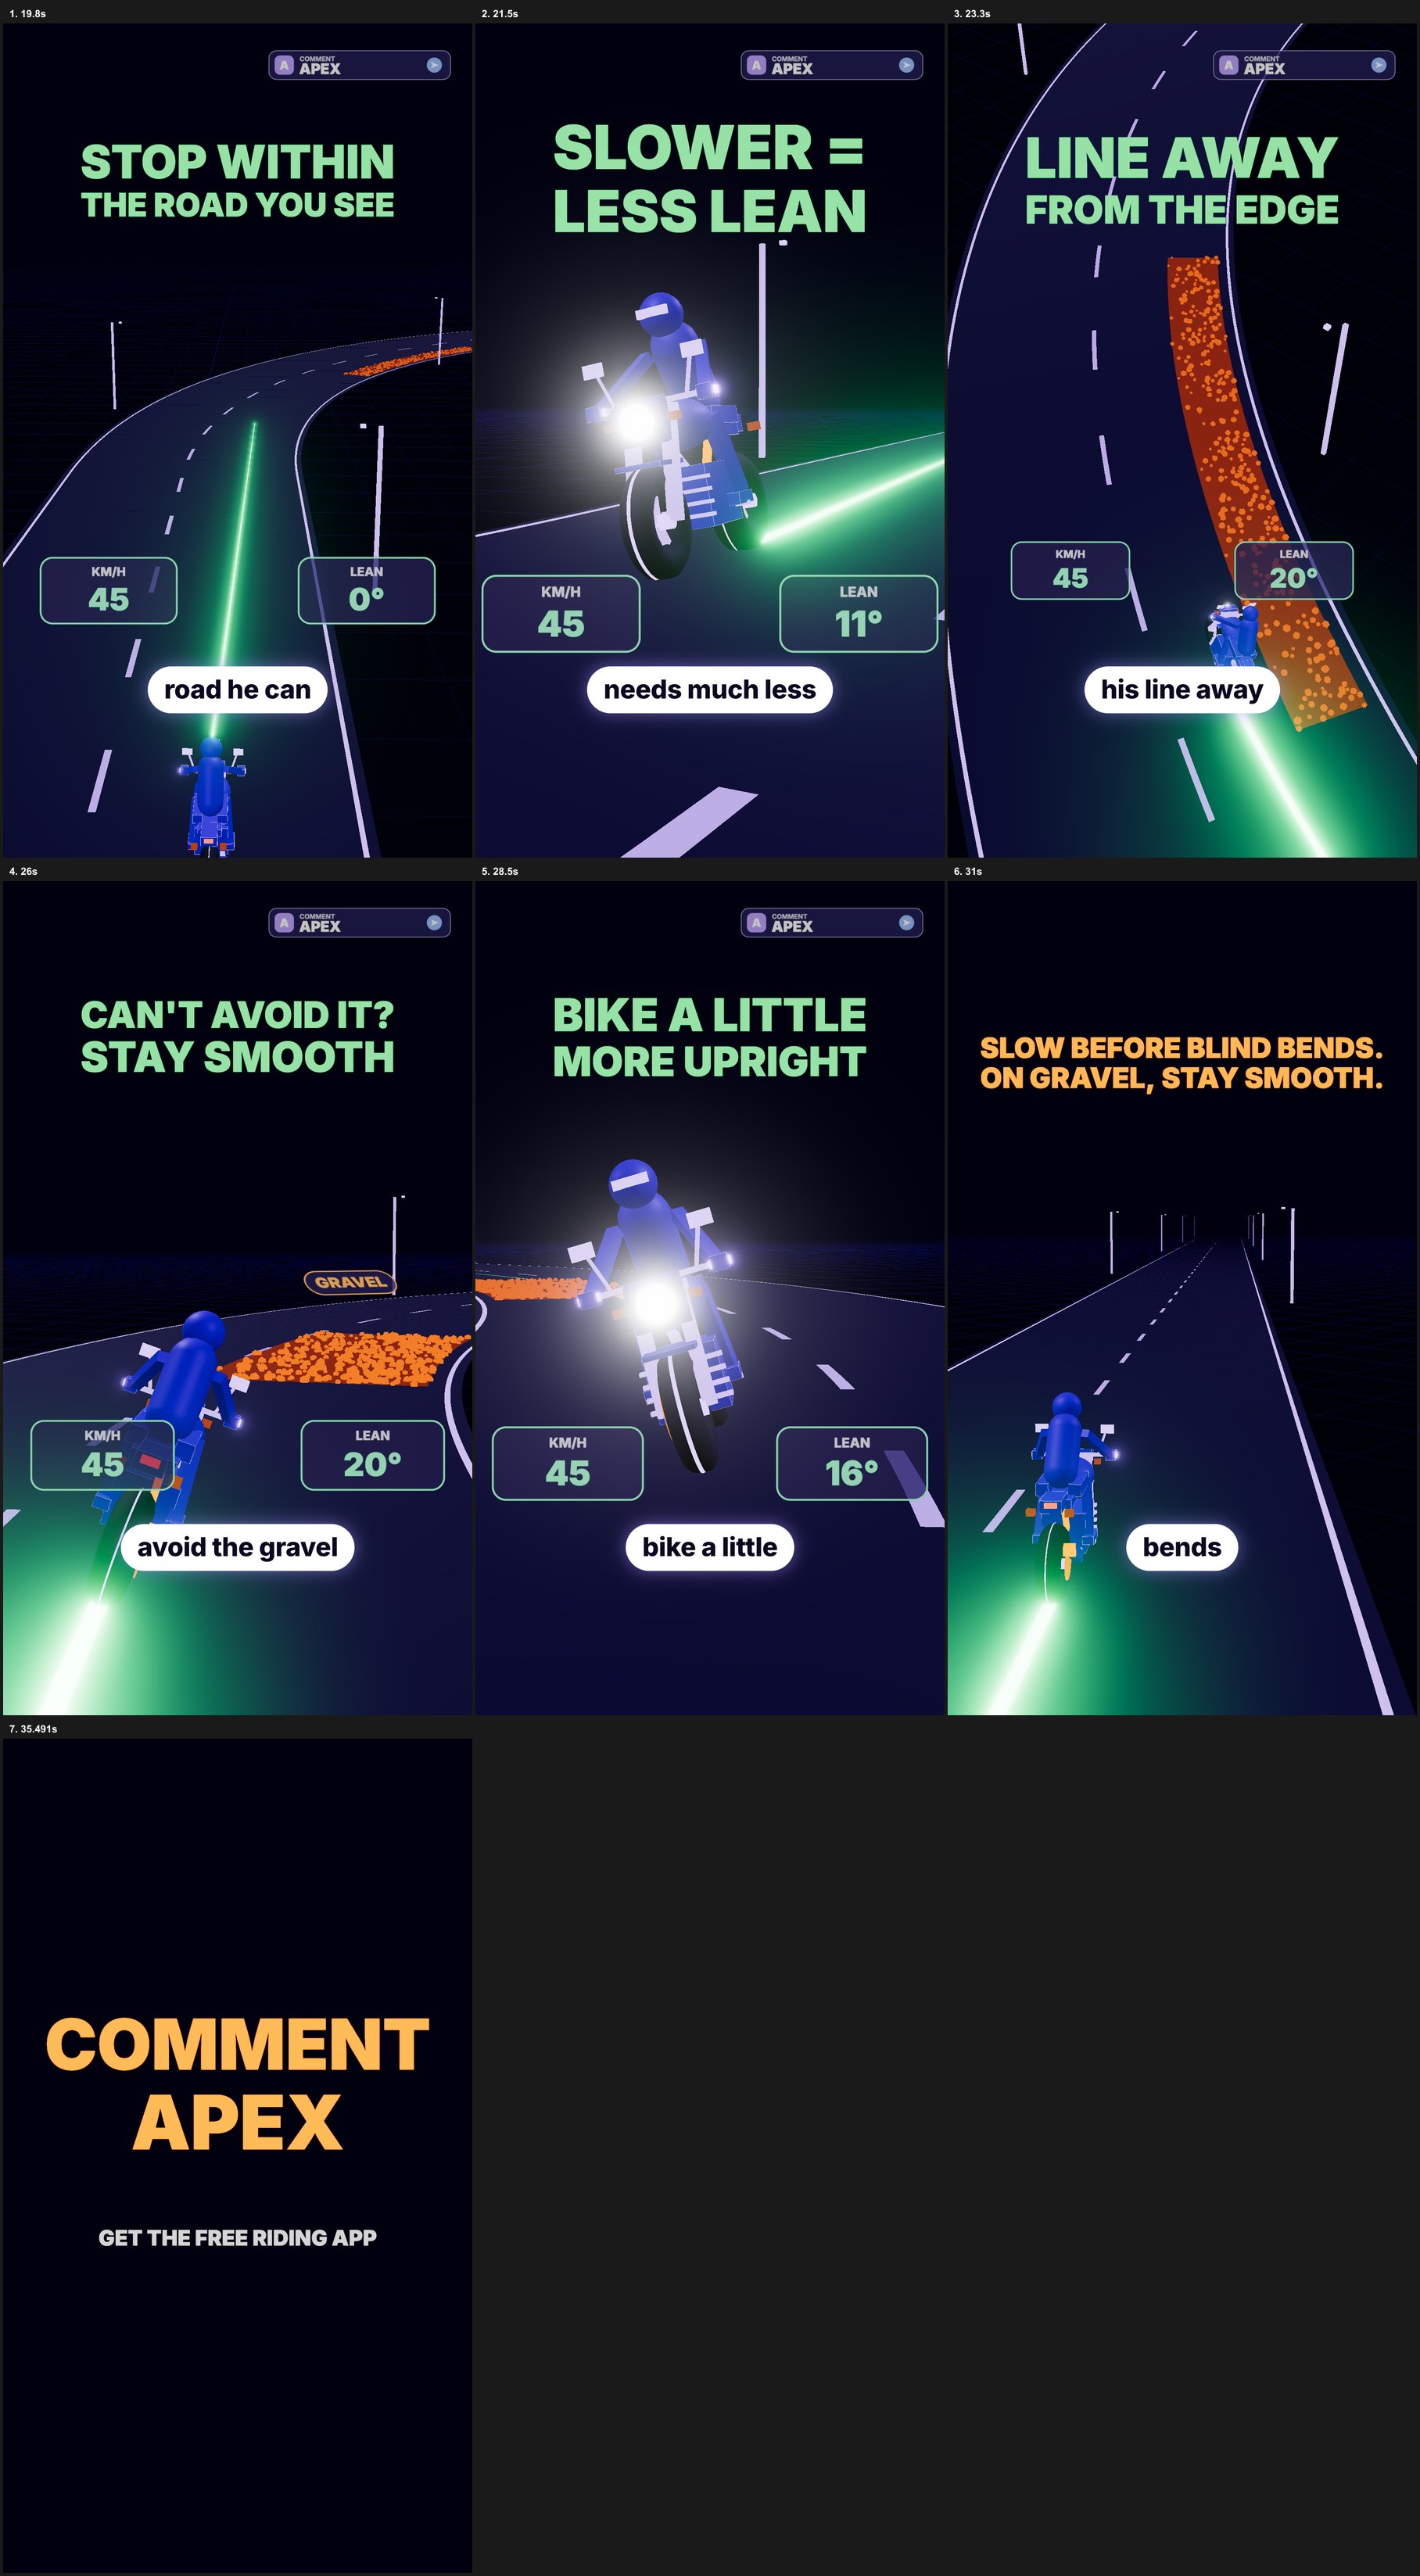 1. 19.8s
A
COMMENT
APEX
STOP WITHIN
THE ROAD YOU SEE
KM/H
45
LEAN
0°
road he can
2. 21.5s
A
COMMENT
APEX
SLOWER =
LESS LEAN
KM/H
45
LEAN
11°
needs much less
3. 23.3s
A
COMMENT
APEX
LINE AWAY
FROM THE EDGE
KM/H
45
LEAN
20°
his line away
4. 26s
A
COMMENT
APEX
CAN'T AVOID IT?
STAY SMOOTH
GRAVEL
KM/H
45
LEAN
20°
avoid the gravel
5. 28.5s
A
COMMENT
APEX
BIKE A LITTLE
MORE UPRIGHT
KM/H
45
LEAN
16°
bike a little
6. 31s
SLOW BEFORE BLIND BENDS.
ON GRAVEL, STAY SMOOTH.
bends
7. 35.491s
COMMENT
APEX
GET THE FREE RIDING APP